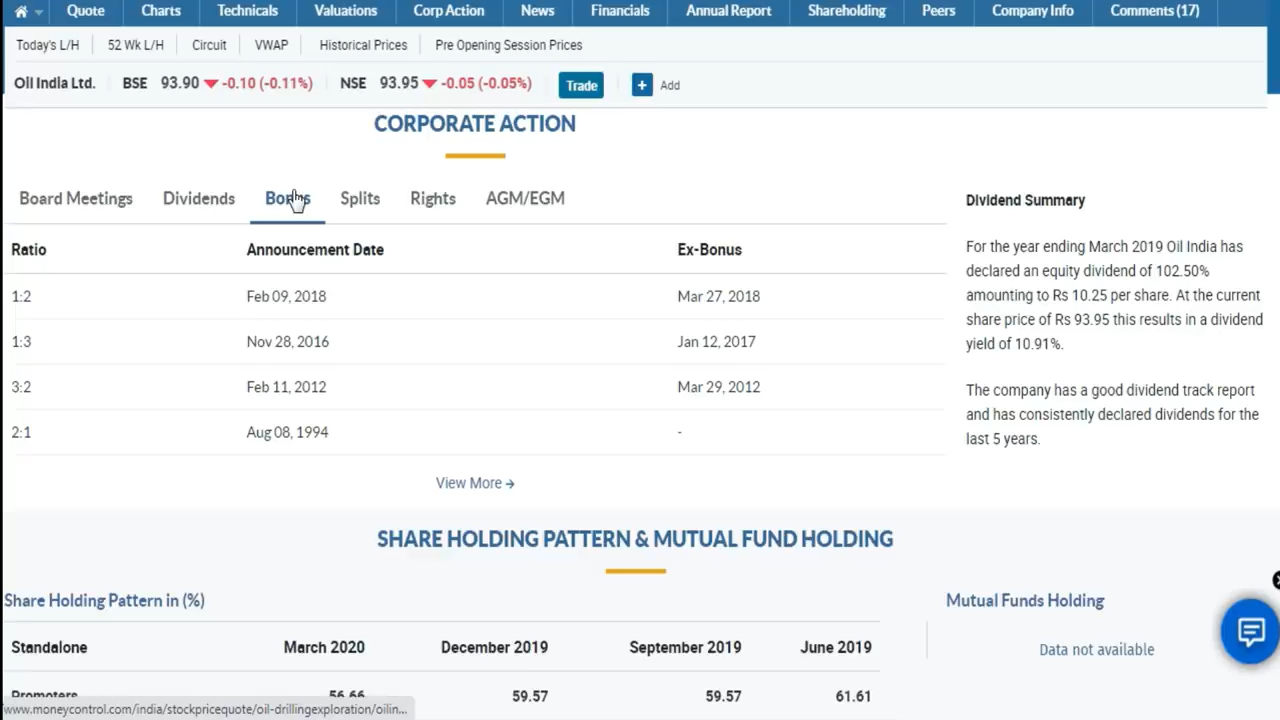 Quote Charts Technicals Valuations Corp Action News Financials Annual Report Shareholding Peers Company Info Comments (17)
Today's L/H 52 Wk L/H Circuit VWAP Historical Prices Pre Opening Session Prices
Oil India Ltd. BSE 93.90 -0.10 (-0.11%) NSE 93.95 -0.05 (-0.05%) Trade + Add
CORPORATE ACTION
Board Meetings Dividends Bonus Splits Rights AGM/EGM
Ratio Announcement Date Ex-Bonus
1:2 Feb 09, 2018 Mar 27, 2018
1:3 Nov 28, 2016 Jan 12, 2017
3:2 Feb 11, 2012 Mar 29, 2012
2:1 Aug 08, 1994 -
View More →
Dividend Summary
For the year ending March 2019 Oil India has
declared an equity dividend of 102.50%
amounting to Rs 10.25 per share. At the current
share price of Rs 93.95 this results in a dividend
yield of 10.91%.
The company has a good dividend track report
and has consistently declared dividends for the
last 5 years.
SHARE HOLDING PATTERN & MUTUAL FUND HOLDING
Share Holding Pattern in (%)
Standalone March 2020 December 2019 September 2019 June 2019
Promoters 56.66 59.57 59.57 61.61
Mutual Funds Holding
Data not available
www.moneycontrol.com/india/stockpricequote/oil-drillingexploration/oilin...